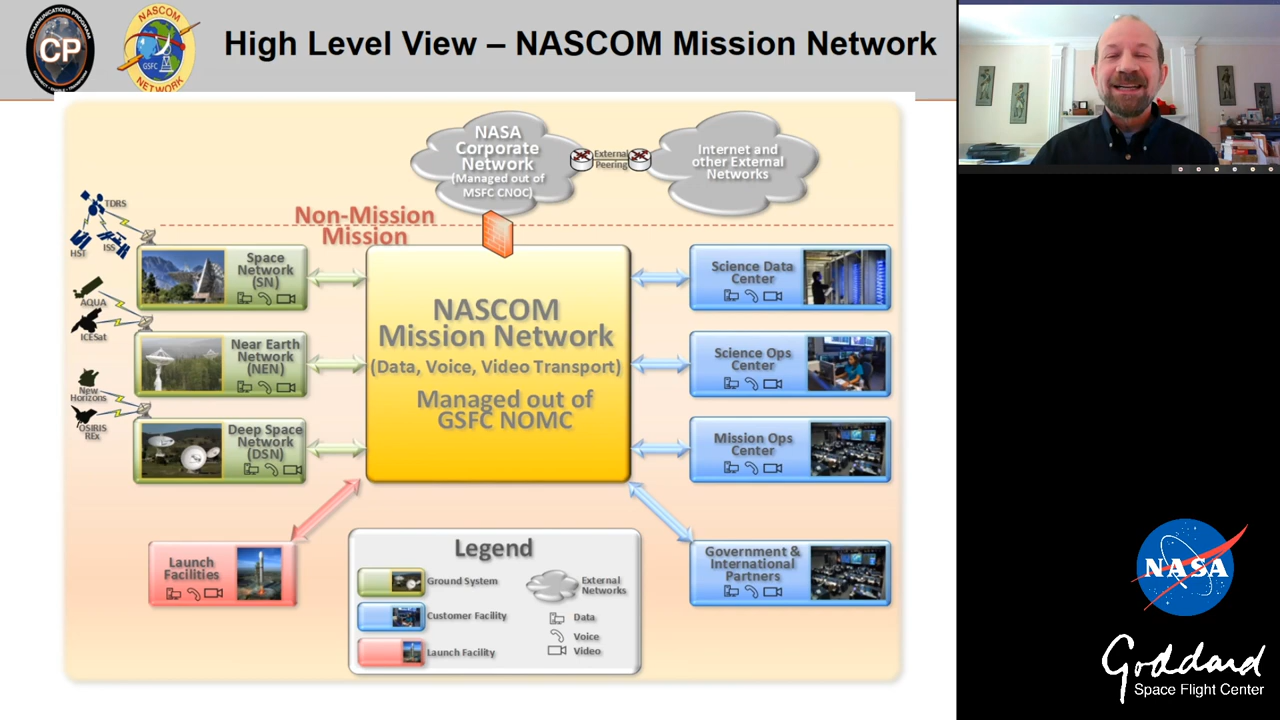 COMMUNICATIONS PROGRAM
CP
NASCOM
GSFC
NETWORK
High Level View – NASCOM Mission Network
NASA
Corporate
Network
(Managed out of
MSFC CNOC)
External
Peering
Internet and
other External
Networks
Non-Mission
Mission
TDRS
HST
ISS
Space
Network
(SN)
AQUA
ICESat
Near Earth
Network
(NEN)
New
Horizons
OSIRIS
REx
Deep Space
Network
(DSN)
NASCOM
Mission Network
(Data, Voice, Video Transport)
Managed out of
GSFC NOMC
Science Data
Center
Science Ops
Center
Mission Ops
Center
Launch
Facilities
Government &
International
Partners
Legend
Ground System
Customer Facility
Launch Facility
External
Networks
Data
Voice
Video
NASA
Goddard
Space Flight Center